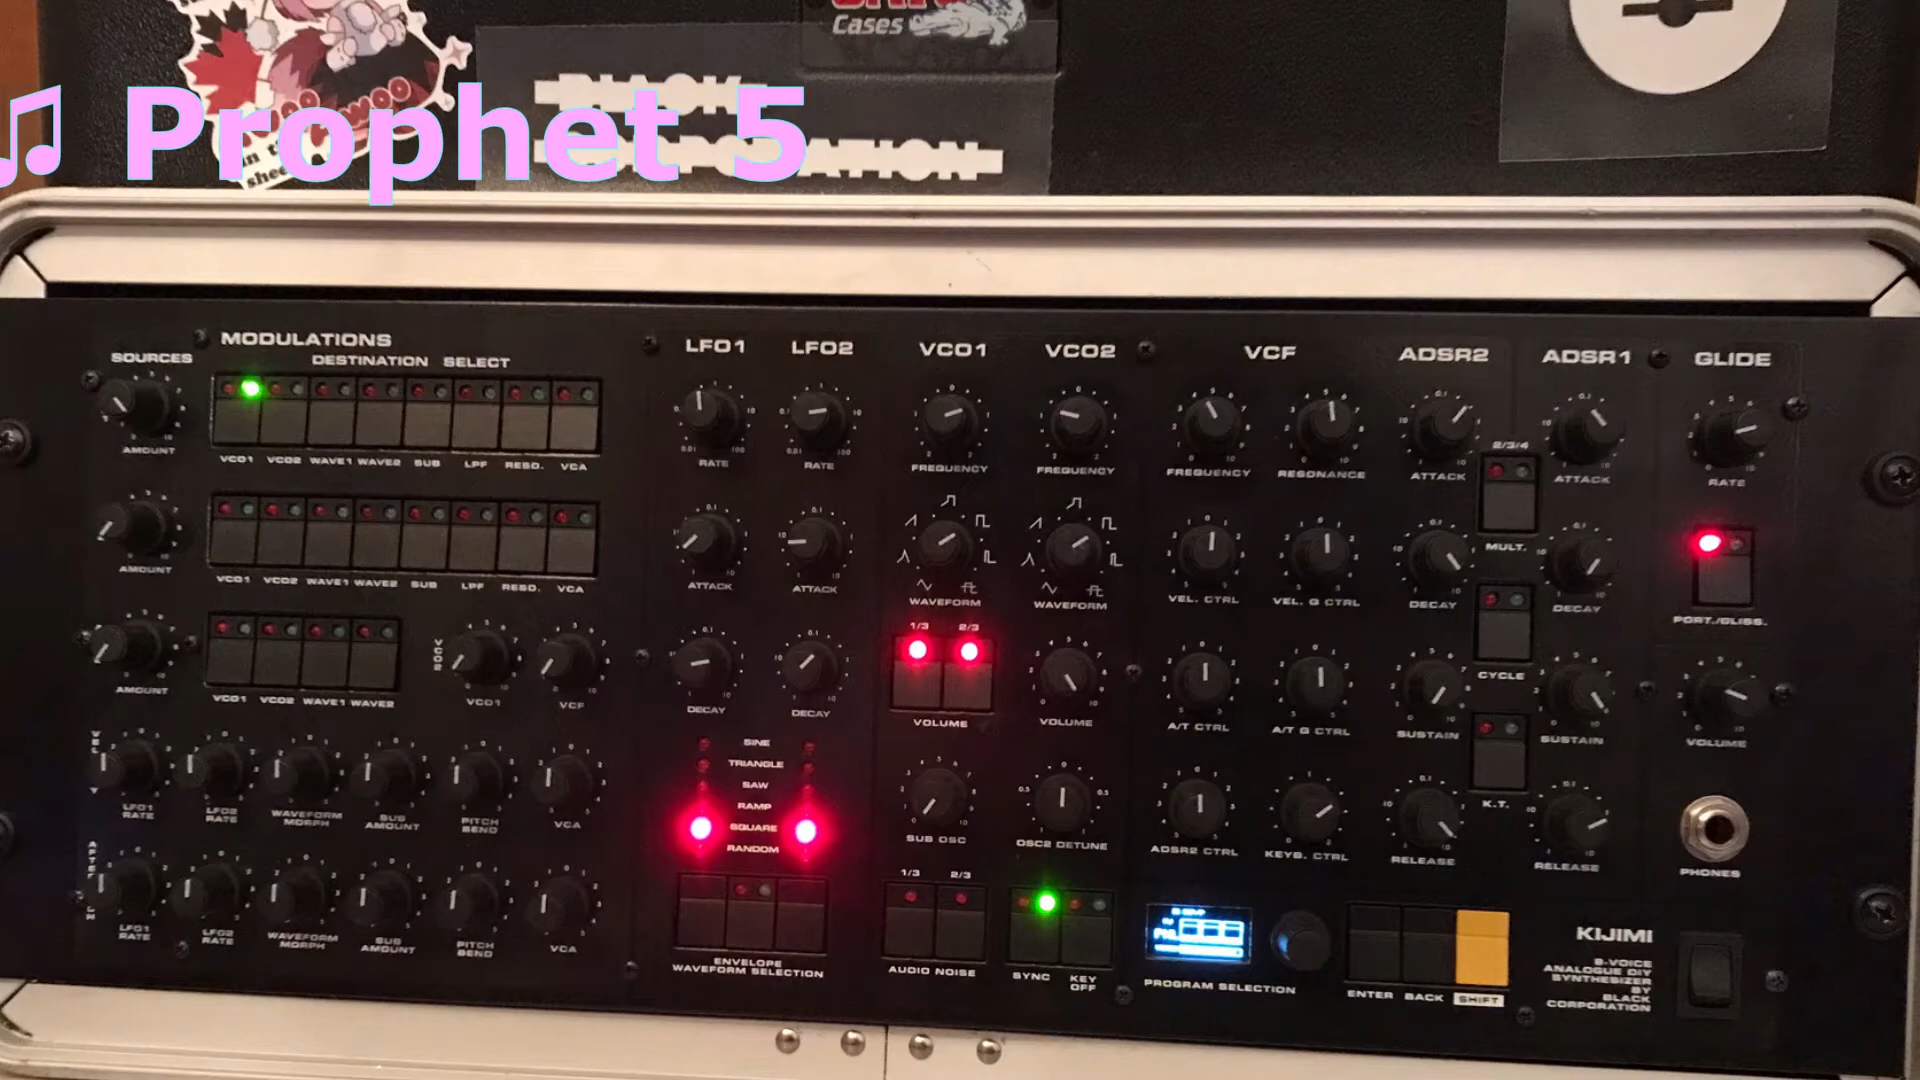 Cases
♫ Prophet 5
BLACK
CORPORATION
MODULATIONS
SOURCES DESTINATION SELECT
LFO1 LFO2 VCO1 VCO2 VCF ADSR2 ADSR1 GLIDE
AMOUNT
VCO1 VCO2 WAVE1 WAVE2 SUB LPF RESO. VCA
RATE RATE FREQUENCY FREQUENCY FREQUENCY RESONANCE ATTACK ATTACK RATE
2/3/4
MULT.
AMOUNT
VCO1 VCO2 WAVE1 WAVE2 SUB LPF RESO. VCA
ATTACK ATTACK WAVEFORM WAVEFORM VEL. CTRL VEL. G CTRL DECAY DECAY PORT./GLISS.
1/3 2/3
CYCLE
AMOUNT
VCO1 VCO2 WAVE1 WAVE2
VCO2
VCO1 VCF
DECAY DECAY VOLUME VOLUME A/T CTRL A/T G CTRL SUSTAIN SUSTAIN VOLUME
SINE
TRIANGLE
SAW
RAMP
SQUARE
RANDOM
K.T.
LFO1 RATE LFO2 RATE WAVEFORM MORPH SUB AMOUNT PITCH BEND VCA
SUB OSC OSC2 DETUNE ADSR2 CTRL KEYB. CTRL RELEASE RELEASE PHONES
1/3 2/3
LFO1 RATE LFO2 RATE WAVEFORM MORPH SUB AMOUNT PITCH BEND VCA
ENVELOPE
WAVEFORM SELECTION
AUDIO NOISE SYNC KEY OFF
PROGRAM SELECTION
ENTER BACK SHIFT
KIJIMI
8-VOICE
ANALOGUE DIY
SYNTHESIZER
BY
BLACK
CORPORATION